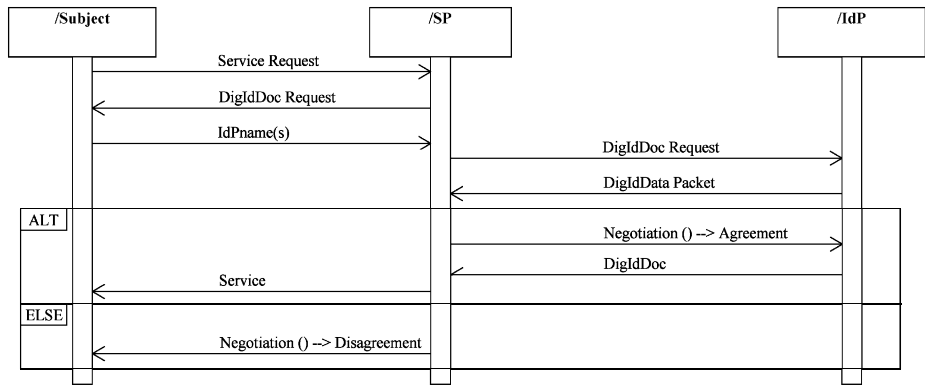 /Subject
/SP
/IdP
Service Request
DigIdDoc Request
IdPname(s)
DigIdDoc Request
DigIdData Packet
ALT
Negotiation () --> Agreement
DigIdDoc
Service
ELSE
Negotiation () --> Disagreement